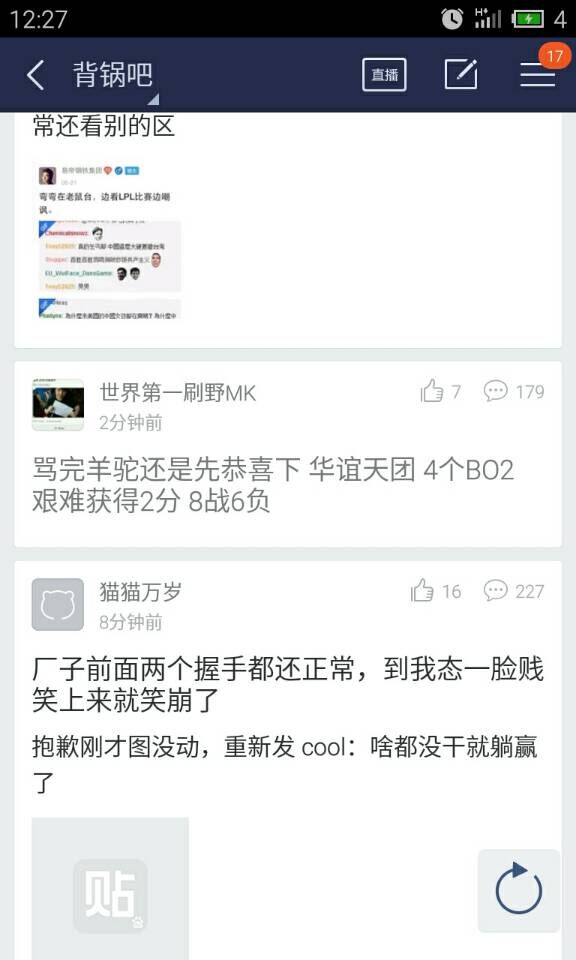 12:27
4
背锅吧
直播
17
常还看别的区
弯弯在老鼠台，边看LPL比赛边嘲
讽。
世界第一刷野MK
7
179
2分钟前
骂完羊驼还是先恭喜下 华谊天团 4个BO2
艰难获得2分 8战6负
猫猫万岁
16
227
8分钟前
厂子前面两个握手都还正常，到我态一脸贱
笑上来就笑崩了
抱歉刚才图没动，重新发 cool：啥都没干就躺赢
了
贴